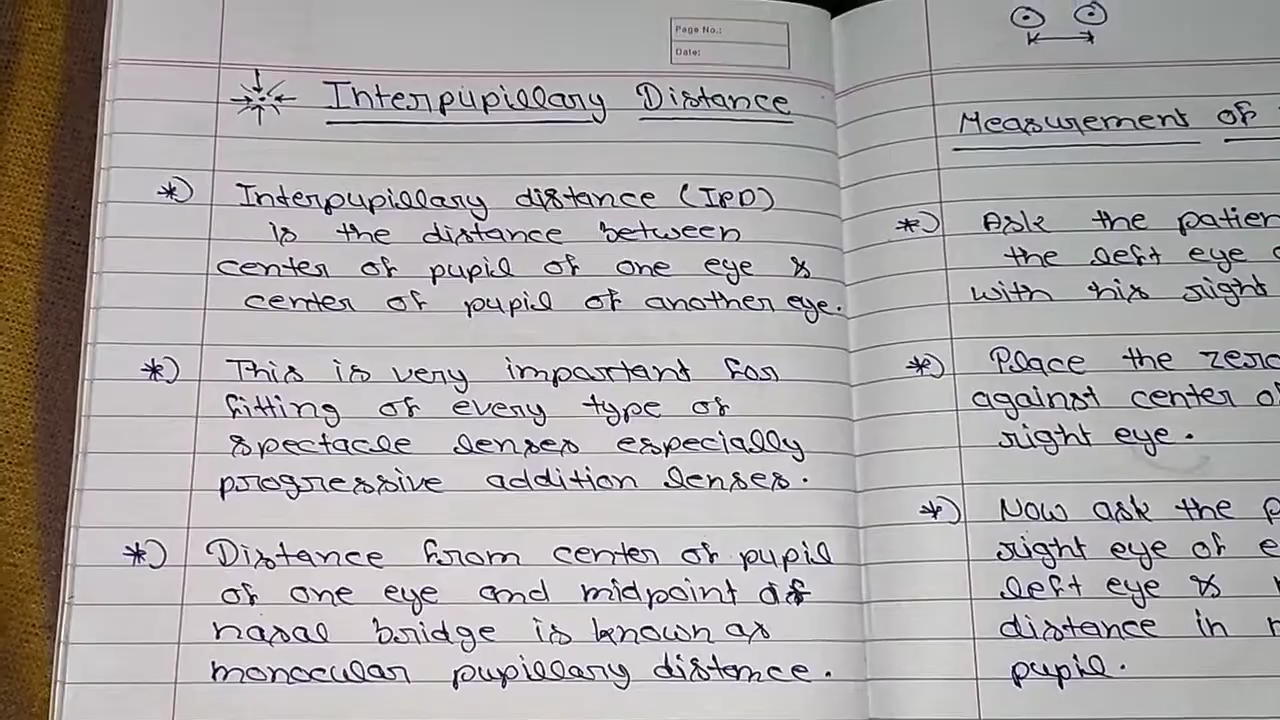 Page No.:
Date:
Interpupillary Distance
*) Interpupillary distance (IPD)
is the distance between
center of pupil of one eye &
center of pupil of another eye.
*) This is very important for
fitting of every type of
spectacle lenses especially
progressive addition lenses.
*) Distance from center of pupil
of one eye and midpoint of
nasal bridge is known as
monocular pupillary distance.
Measurement of
*) Ask the patien
the left eye
with his right
*) Place the zero
against center o
right eye.
*) Now ask the p
right eye of e
left eye &
distance in
pupil.